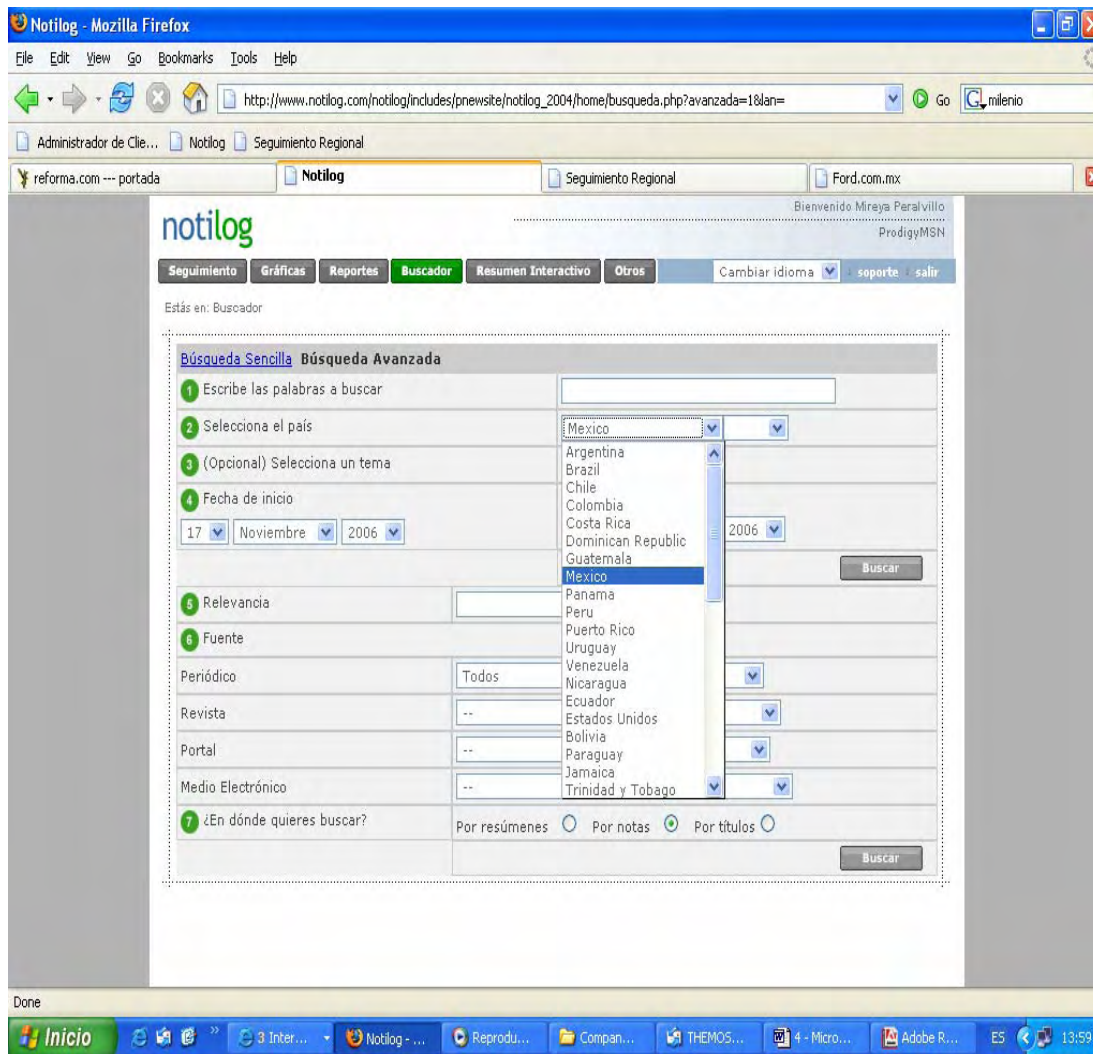 Notilog - Mozilla Firefox
File Edit View Go Bookmarks Tools Help
http://www.notilog.com/notilog/includes/pnewsite/notilog_2004/home/busqueda.php?avanzada=1&lan=
Go
milenio
Administrador de Clie... Notilog Seguimiento Regional
reforma.com --- portada Notilog Seguimiento Regional Ford.com.mx
Bienvenido Mireya Peralvillo
notilog
ProdigyMSN
Seguimiento Gráficas Reportes Buscador Resumen Interactivo Otros Cambiar idioma soporte salir
Estás en: Buscador
Búsqueda Sencilla Búsqueda Avanzada
1 Escribe las palabras a buscar
2 Selecciona el país Mexico
3 (Opcional) Selecciona un tema
4 Fecha de inicio
17 Noviembre 2006 2006
Argentina
Brazil
Chile
Colombia
Costa Rica
Dominican Republic
Guatemala
Mexico
Panama
Peru
Puerto Rico
Uruguay
Venezuela
Nicaragua
Ecuador
Estados Unidos
Bolivia
Paraguay
Jamaica
Trinidad y Tobago
Buscar
5 Relevancia
6 Fuente
Periódico Todos
Revista --
Portal --
Medio Electrónico --
7 ¿En dónde quieres buscar? Por resúmenes Por notas Por títulos
Buscar
Done
Inicio » 3 Inter... Notilog - ... Reprodu... Compan... THEMOS... 4 - Micro... Adobe R... ES 13:59